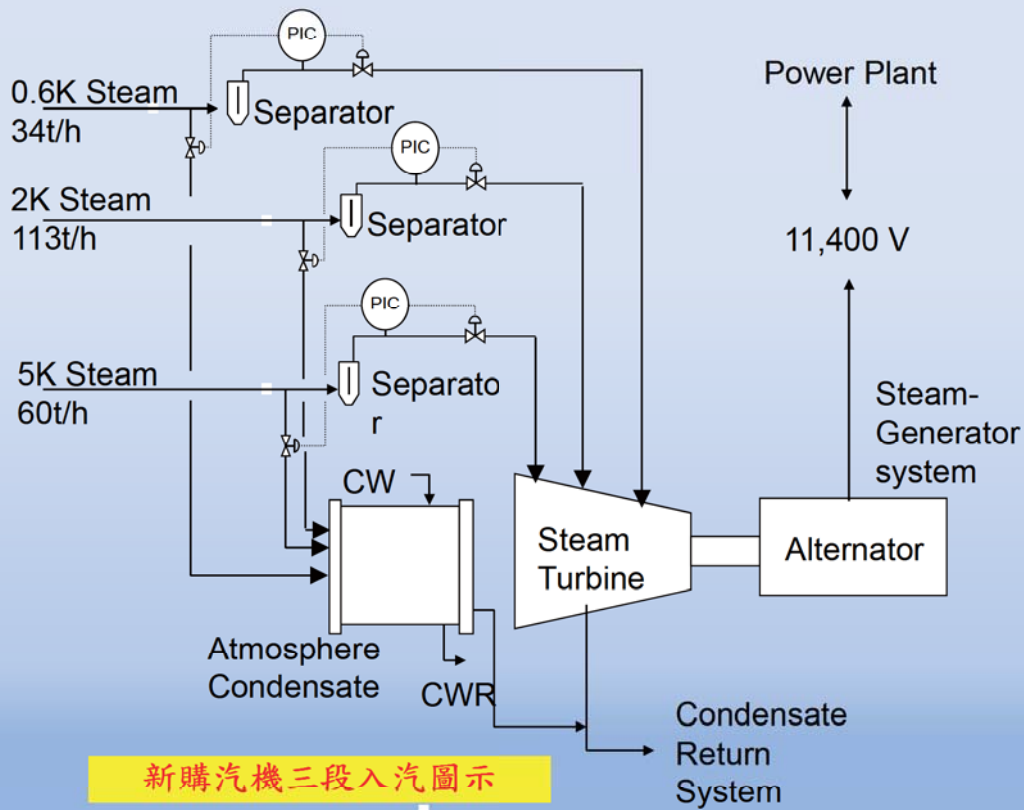 PIC
0.6K Steam
34t/h
Separator
Power Plant
PIC
2K Steam
113t/h
Separator
11,400 V
PIC
5K Steam
60t/h
Separato
r
Steam-
Generator
system
CW
Steam
Turbine
Alternator
Atmosphere
Condensate
CWR
Condensate
Return
System
新購汽機三段入汽圖示